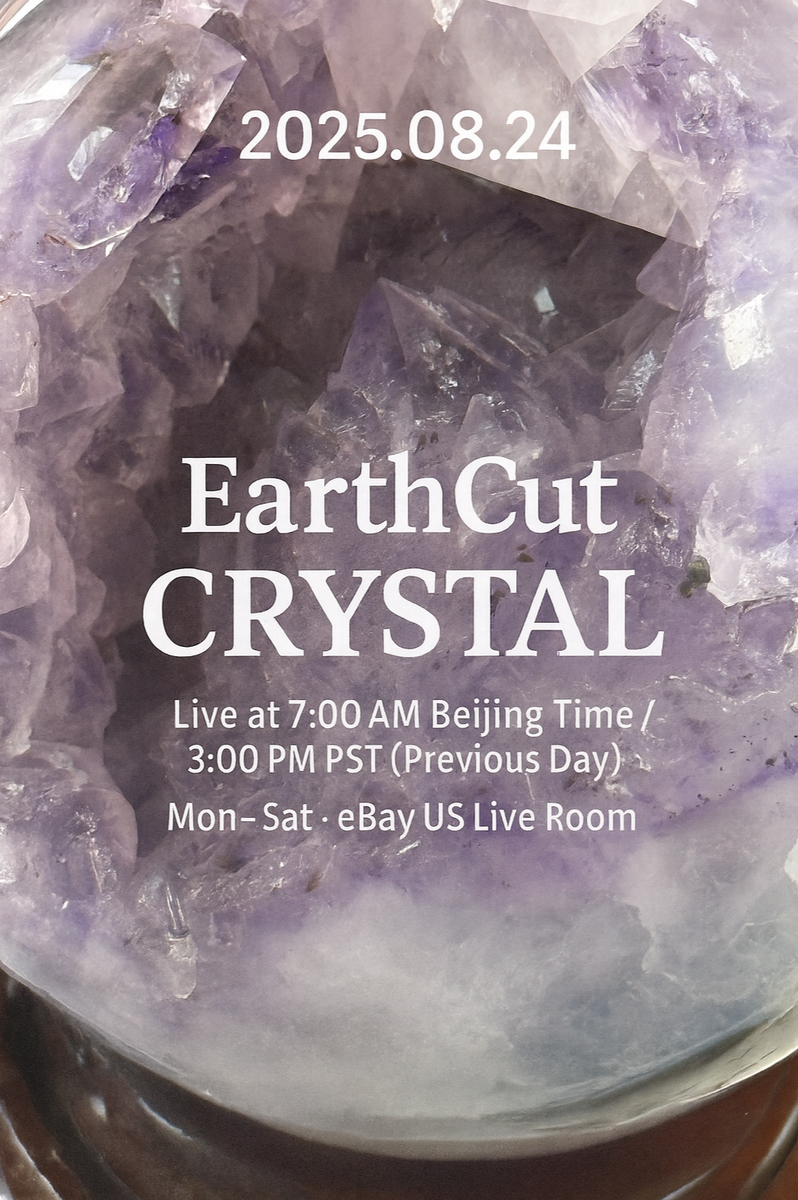 2025.08.24
EarthCut
CRYSTAL
Live at 7:00 AM Beijing Time /
3:00 PM PST (Previous Day)
Mon–Sat · eBay US Live Room